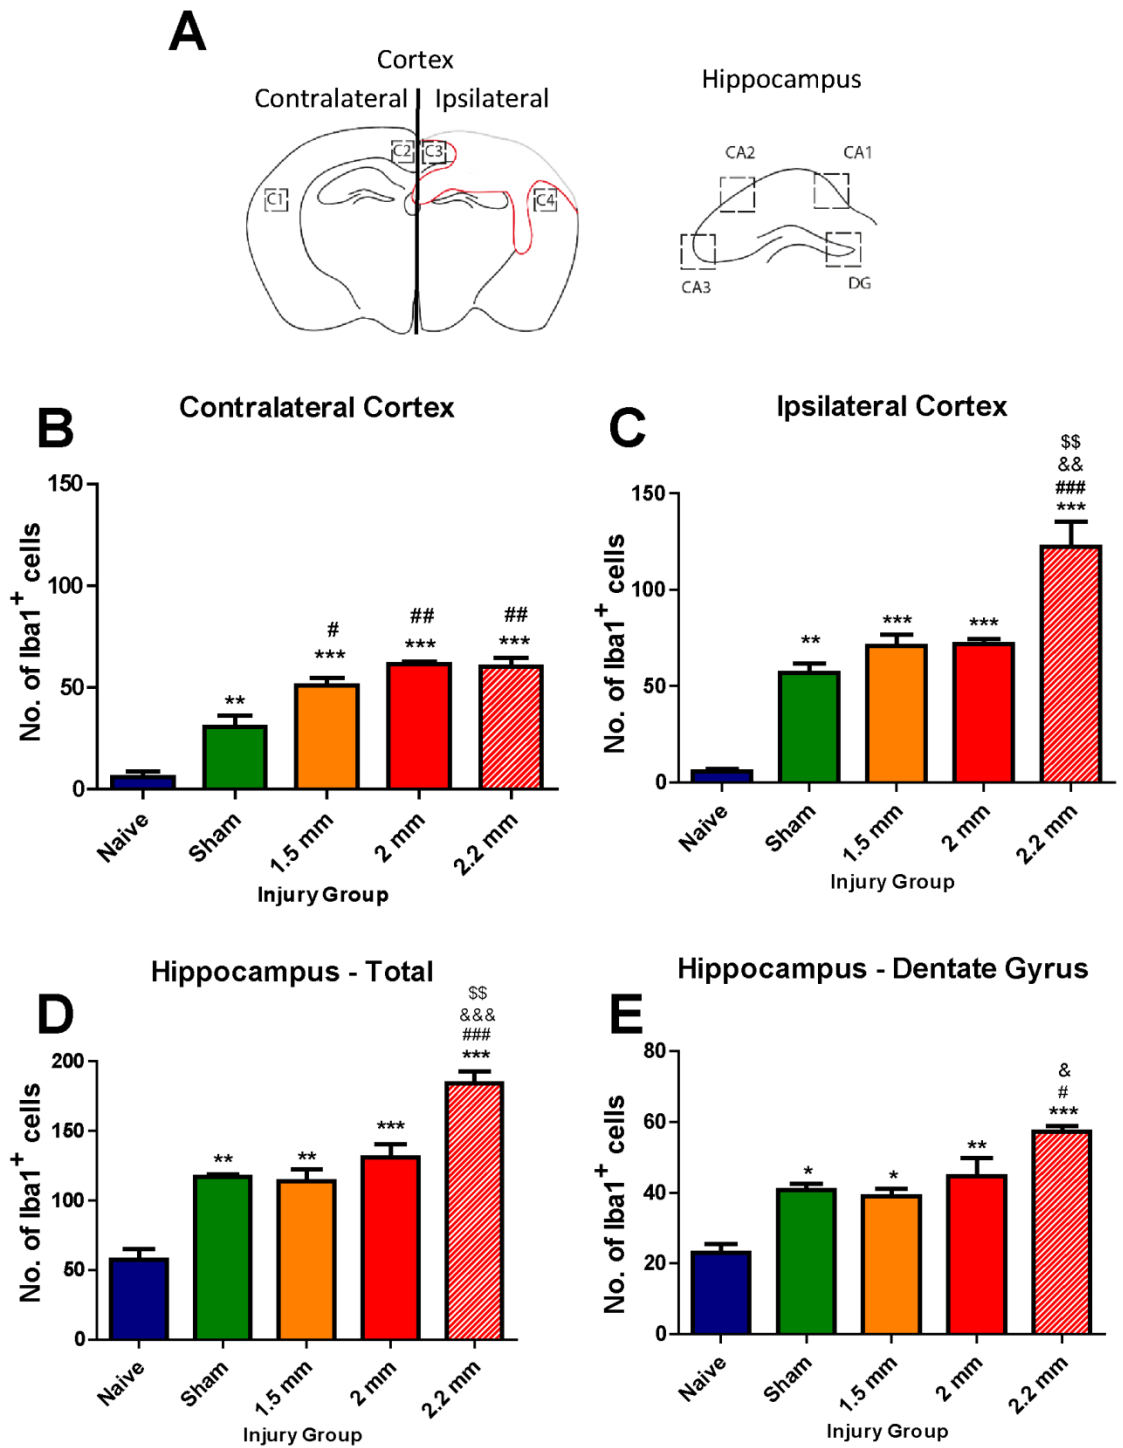 A
Cortex
Contralateral Ipsilateral
Hippocampus
C1
C2
C3
C4
CA2
CA1
CA3
DG
B
Contralateral Cortex
No. of Iba1+ cells
150
100
50
0
**
#
***
##
***
##
***
Naive
Sham
1.5 mm
2 mm
2.2 mm
Injury Group
C
Ipsilateral Cortex
No. of Iba1+ cells
150
100
50
0
**
***
***
$$
&&
###
***
Naive
Sham
1.5 mm
2 mm
2.2 mm
Injury Group
D
Hippocampus - Total
No. of Iba1+ cells
200
150
100
50
0
**
**
***
$$
&&&
###
***
Naive
Sham
1.5 mm
2 mm
2.2 mm
Injury Group
E
Hippocampus - Dentate Gyrus
No. of Iba1+ cells
80
60
40
20
0
*
*
**
&
#
***
Naive
Sham
1.5 mm
2 mm
2.2 mm
Injury Group